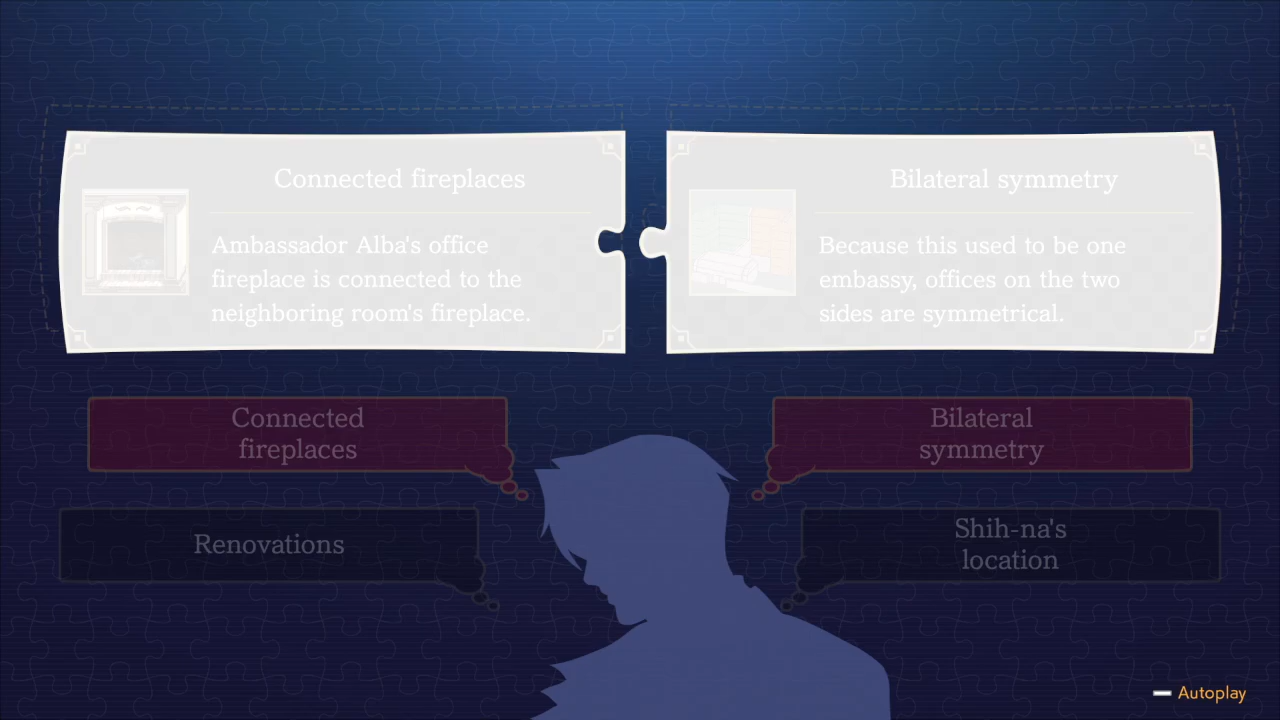 Connected fireplaces
Ambassador Alba's office
fireplace is connected to the
neighboring room's fireplace.
Bilateral symmetry
Because this used to be one
embassy, offices on the two
sides are symmetrical.
Connected
fireplaces
Bilateral
symmetry
Renovations
Shih-na's
location
Autoplay